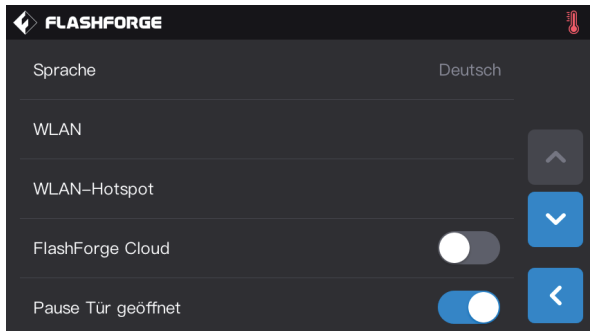 FLASHFORGE
Sprache
Deutsch
WLAN
WLAN-Hotspot
FlashForge Cloud
Pause Tür geöffnet